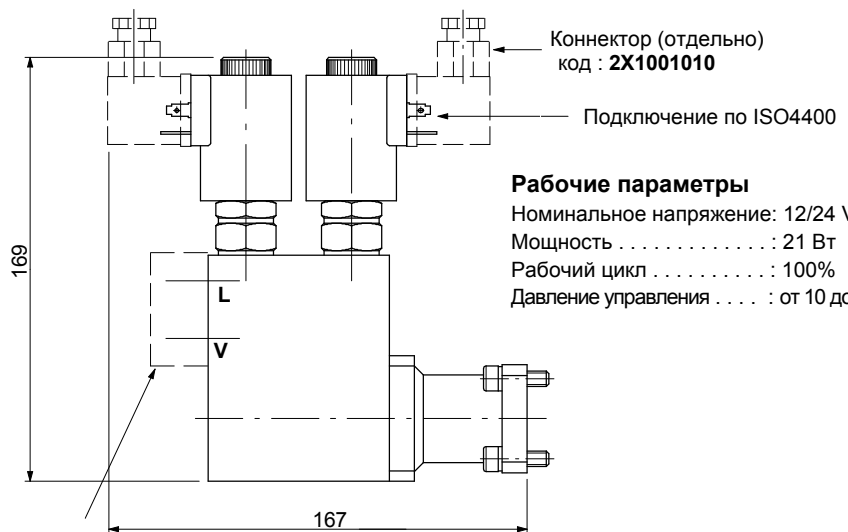 Коннектор (отдельно)
код : 2X1001010
Подключение по ISO4400
Рабочие параметры
Номинальное напряжение: 12/24 V
Мощность . . . . . . . . . . . . . : 21 Вт
Рабочий цикл . . . . . . . . . . : 100%
Давление управления . . . . : от 10 до
169
L
V
167